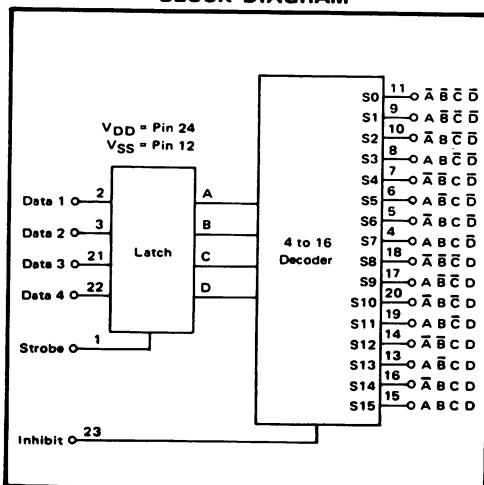 BLOCK DIAGRAM
VDD = Pin 24
VSS = Pin 12
Data 1 2
Data 2 3
Data 3 21
Data 4 22
Strobe 1
Inhibit 23
Latch
A
B
C
D
4 to 16
Decoder
S0 11 Ā B̄ C̄ D̄
S1 9 A B̄ C̄ D̄
S2 10 Ā B C̄ D̄
S3 8 A B C̄ D̄
S4 7 Ā B̄ C D̄
S5 6 A B̄ C D̄
S6 5 Ā B C D̄
S7 4 A B C D̄
S8 18 Ā B̄ C̄ D
S9 17 A B̄ C̄ D
S10 20 Ā B C̄ D
S11 19 A B C̄ D
S12 14 Ā B̄ C D
S13 13 A B̄ C D
S14 16 Ā B C D
S15 15 A B C D